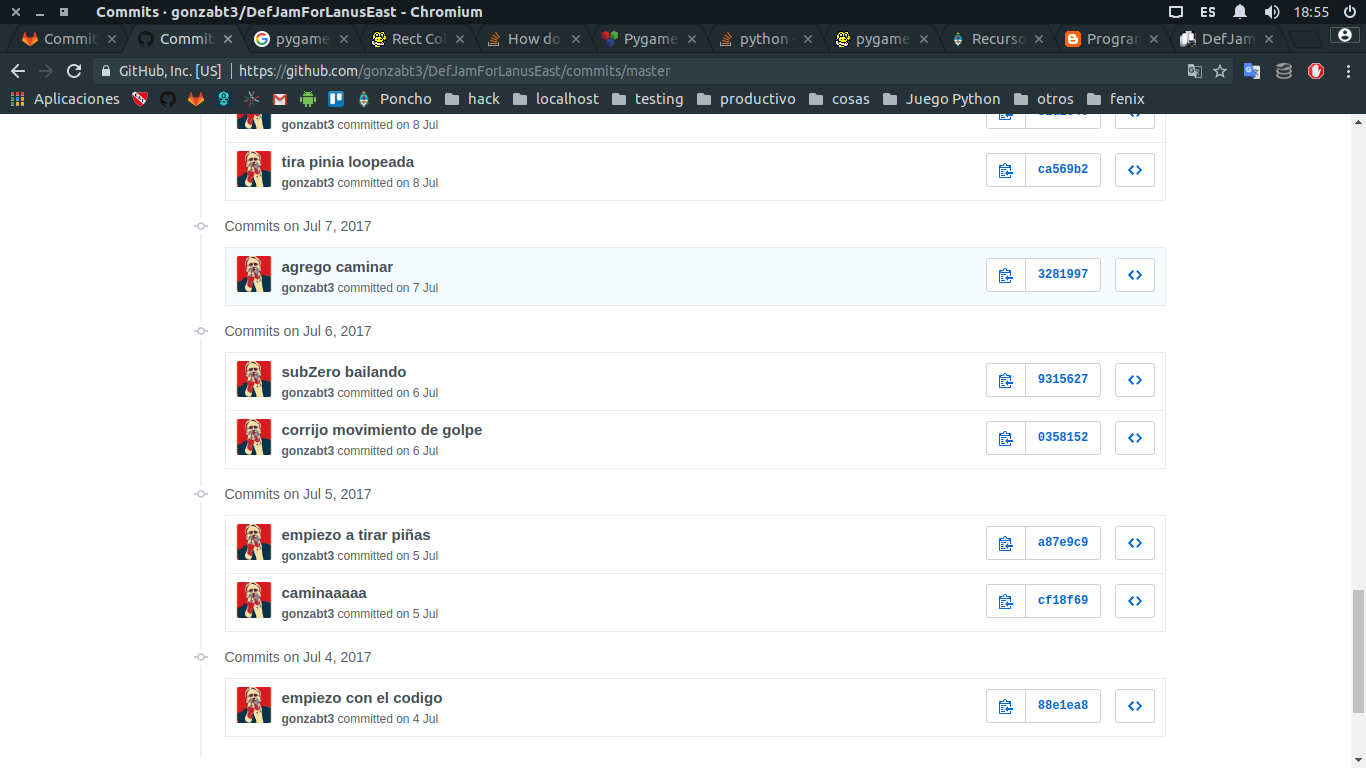 Commits · gonzabt3/DefJamForLanusEast - Chromium
ES
18:55
Commit
Commit
pygame
Rect Col
How do
Pygame
python
pygame
Recurso
Program
DefJam
GitHub, Inc. [US]
https://github.com/gonzabt3/DefJamForLanusEast/commits/master
Aplicaciones
Poncho
hack
localhost
testing
productivo
cosas
Juego Python
otros
fenix
gonzabt3 committed on 8 Jul
tira pinia loopeada
gonzabt3 committed on 8 Jul
ca569b2
Commits on Jul 7, 2017
agrego caminar
gonzabt3 committed on 7 Jul
3281997
Commits on Jul 6, 2017
subZero bailando
gonzabt3 committed on 6 Jul
9315627
corrijo movimiento de golpe
gonzabt3 committed on 6 Jul
0358152
Commits on Jul 5, 2017
empiezo a tirar piñas
gonzabt3 committed on 5 Jul
a87e9c9
caminaaaaa
gonzabt3 committed on 5 Jul
cf18f69
Commits on Jul 4, 2017
empiezo con el codigo
gonzabt3 committed on 4 Jul
88e1ea8